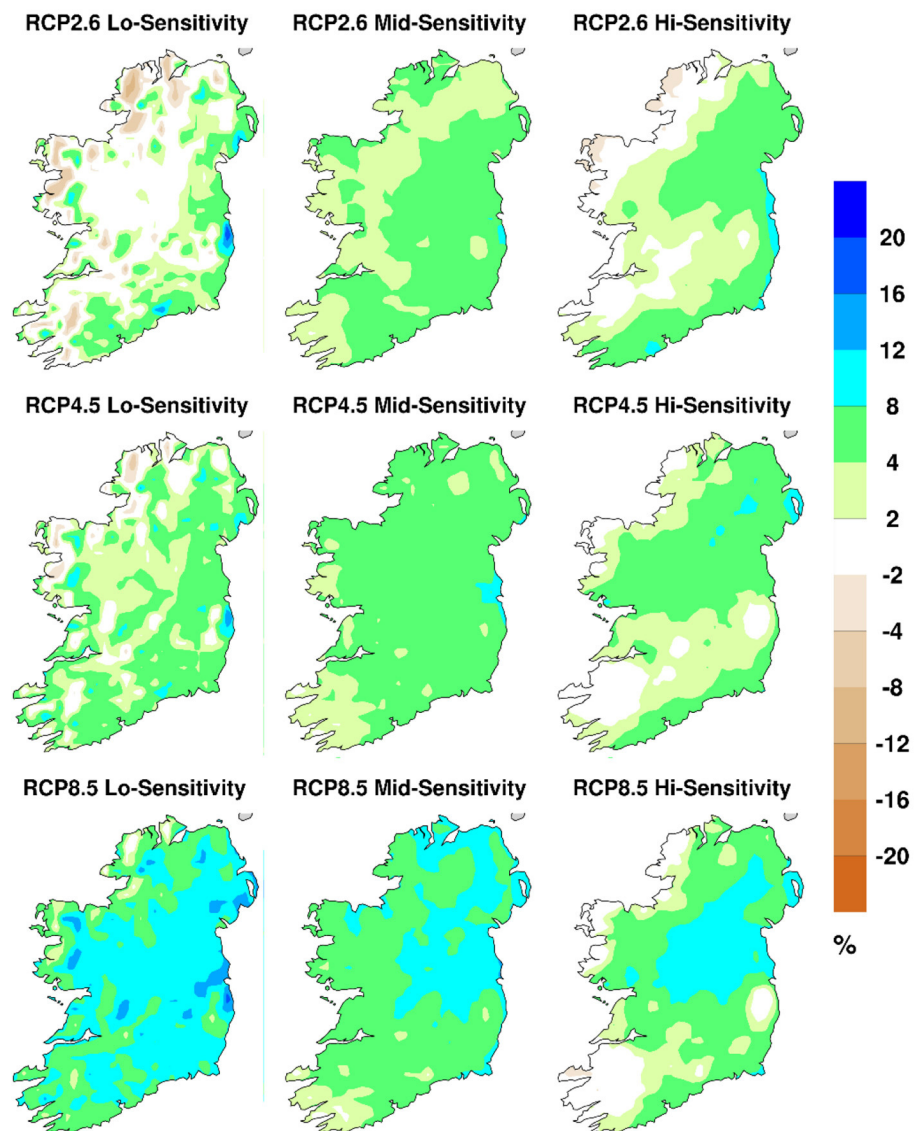 RCP2.6 Lo-Sensitivity
RCP2.6 Mid-Sensitivity
RCP2.6 Hi-Sensitivity
RCP4.5 Lo-Sensitivity
RCP4.5 Mid-Sensitivity
RCP4.5 Hi-Sensitivity
RCP8.5 Lo-Sensitivity
RCP8.5 Mid-Sensitivity
RCP8.5 Hi-Sensitivity
20
16
12
8
4
2
-2
-4
-8
-12
-16
-20
%